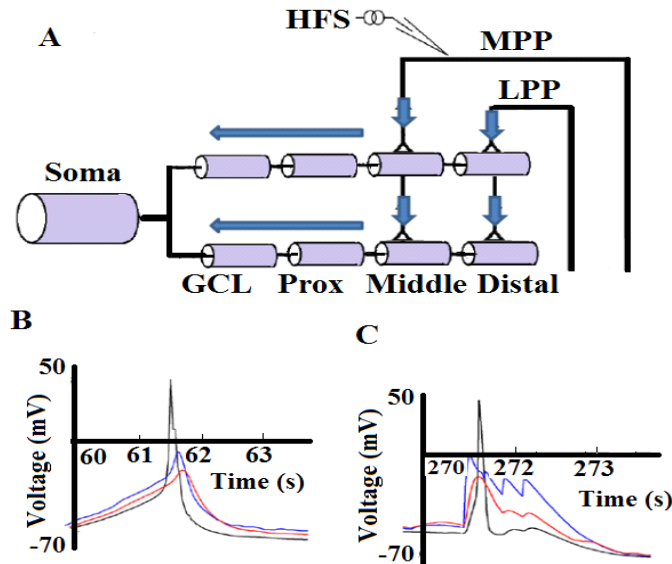 HFS
A
MPP
LPP
Soma
GCL Prox Middle Distal
B
50
Voltage (mV)
60 61 62 63
Time (s)
-70
C
50
Voltage (mV)
270 272 273
Time (s)
-70